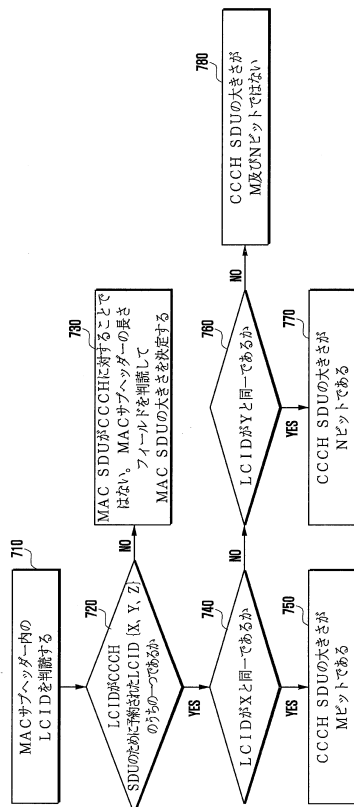 710
MACサブヘッダー内の
LCIDを判読する
720
LCIDがCCCH
SDUのために予約されたLCID {X, Y, Z}
のうちの一つであるか
NO
730
MAC SDUがCCCHに対することで
はない。MACサブヘッダーの長さ
フィールドを判読して
MAC SDUの大きさを決定する
YES
740
LCIDがXと同一であるか
NO
YES
750
CCCH SDUの大きさが
Mビットである
760
LCIDがYと同一であるか
NO
YES
770
CCCH SDUの大きさが
Nビットである
780
CCCH SDUの大きさが
M及びNビットではない